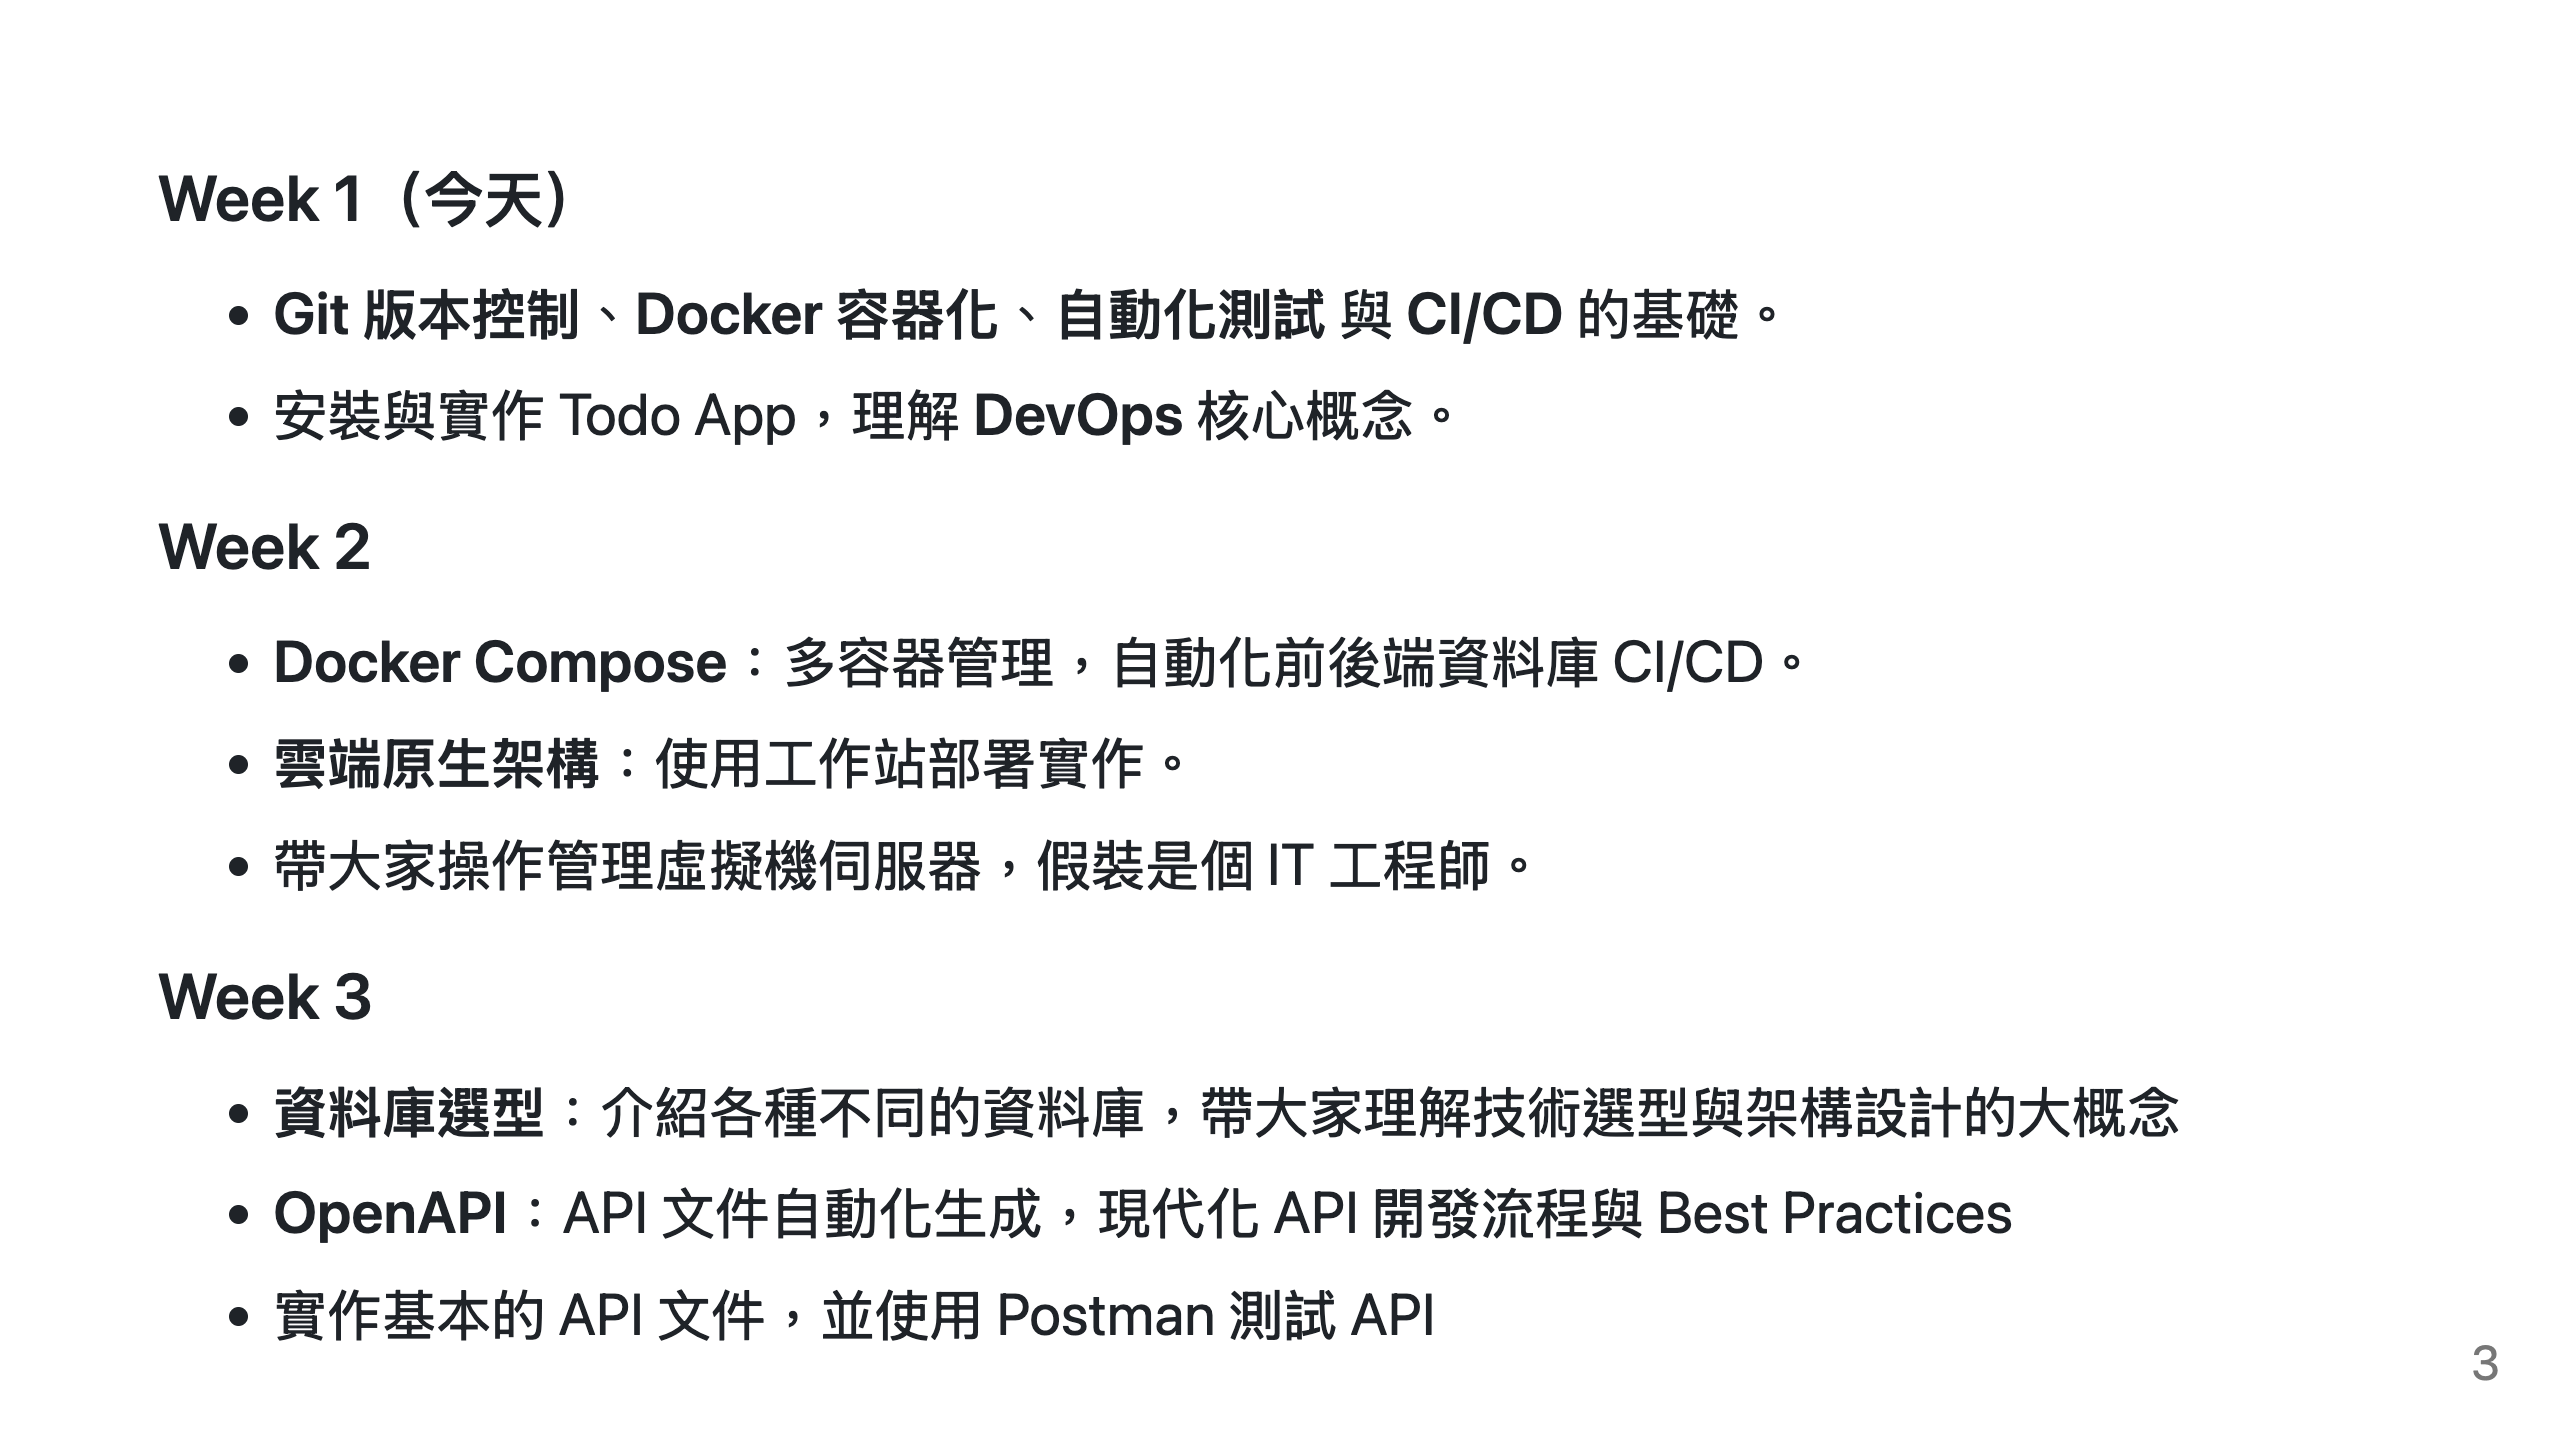 Week 1（今天）
• Git 版本控制、Docker 容器化、自動化測試 與 CI/CD 的基礎。
• 安裝與實作 Todo App，理解 DevOps 核心概念。
Week 2
• Docker Compose：多容器管理，自動化前後端資料庫 CI/CD。
• 雲端原生架構：使用工作站部署實作。
• 帶大家操作管理虛擬機伺服器，假裝是個 IT 工程師。
Week 3
• 資料庫選型：介紹各種不同的資料庫，帶大家理解技術選型與架構設計的大概念
• OpenAPI：API 文件自動化生成，現代化 API 開發流程與 Best Practices
• 實作基本的 API 文件，並使用 Postman 測試 API
3